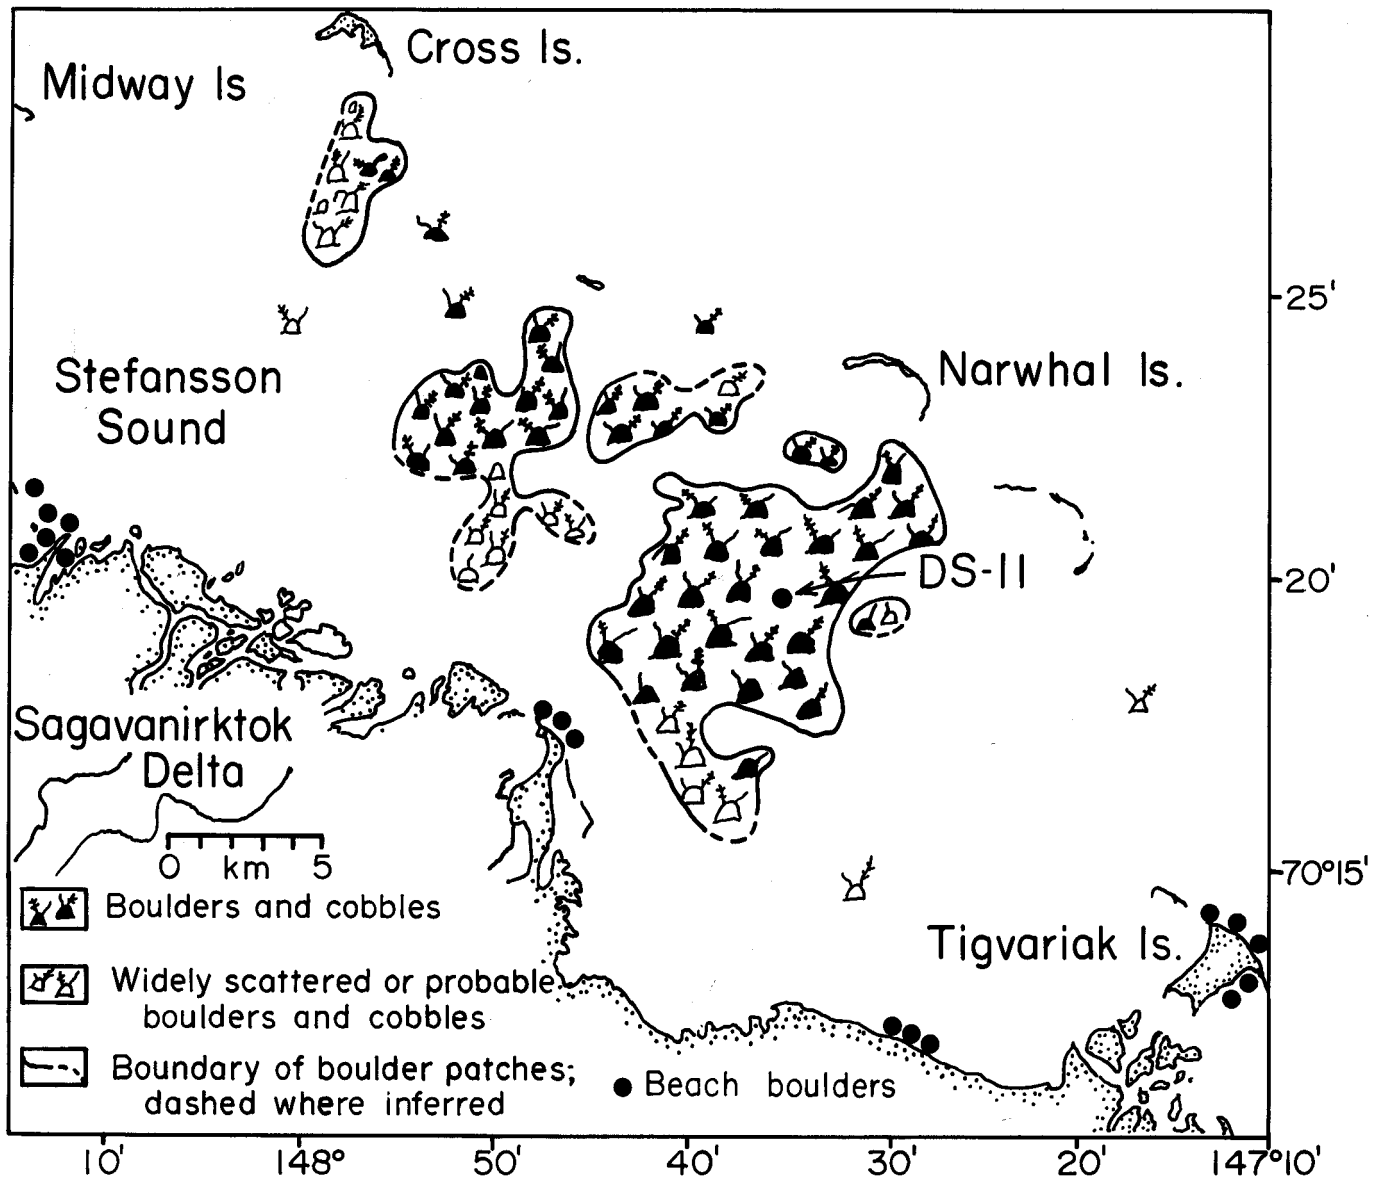 Cross Is.
Midway Is
25'
Narwhal Is.
Stefansson
Sound
DS-11
20'
Sagavanirktok
Delta
0 km 5
70°15'
Boulders and cobbles
Tigvariak Is.
Widely scattered or probable
boulders and cobbles
Boundary of boulder patches;
dashed where inferred
Beach boulders
10' 148° 50' 40' 30' 20' 147°10'